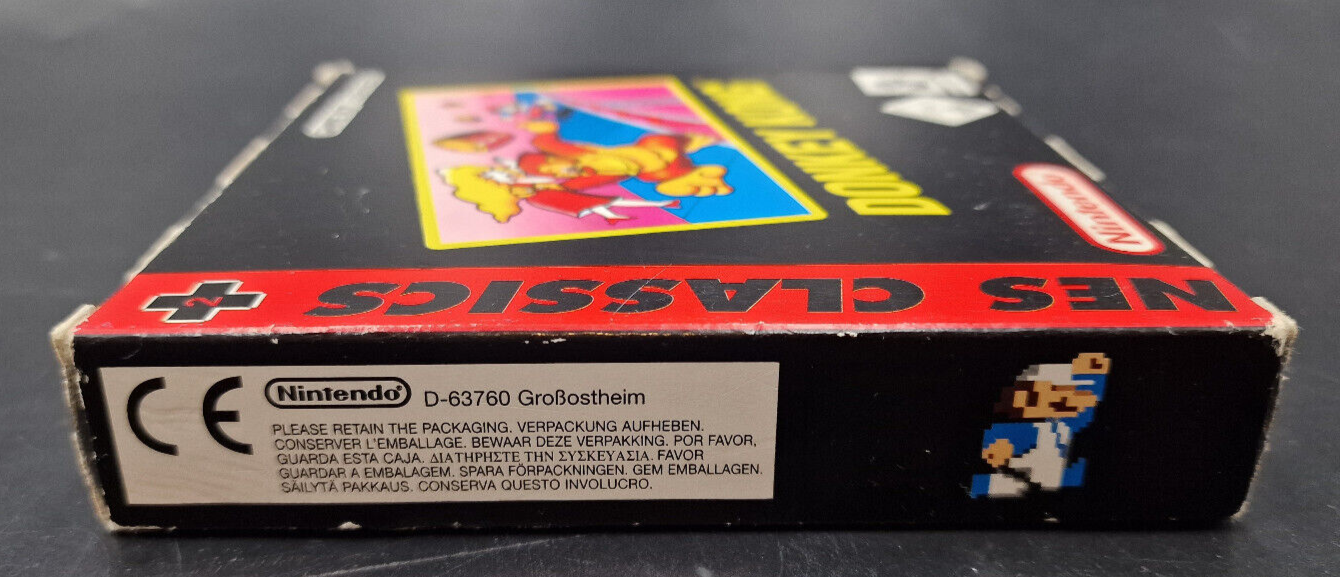 DONKEY KONG
Nintendo
NES CLASSICS
2
CE
Nintendo® D-63760 Großostheim
PLEASE RETAIN THE PACKAGING. VERPACKUNG AUFHEBEN.
CONSERVER L'EMBALLAGE. BEWAAR DEZE VERPAKKING. POR FAVOR,
GUARDA ESTA CAJA. ΔΙΑΤΗΡΗΣΤΕ ΤΗΝ ΣΥΣΚΕΥΑΣΙΑ. FAVOR
GUARDAR A EMBALAGEM. SPARA FÖRPACKNINGEN. GEM EMBALLAGEN.
SÄILYTÄ PAKKAUS. CONSERVA QUESTO INVOLUCRO.